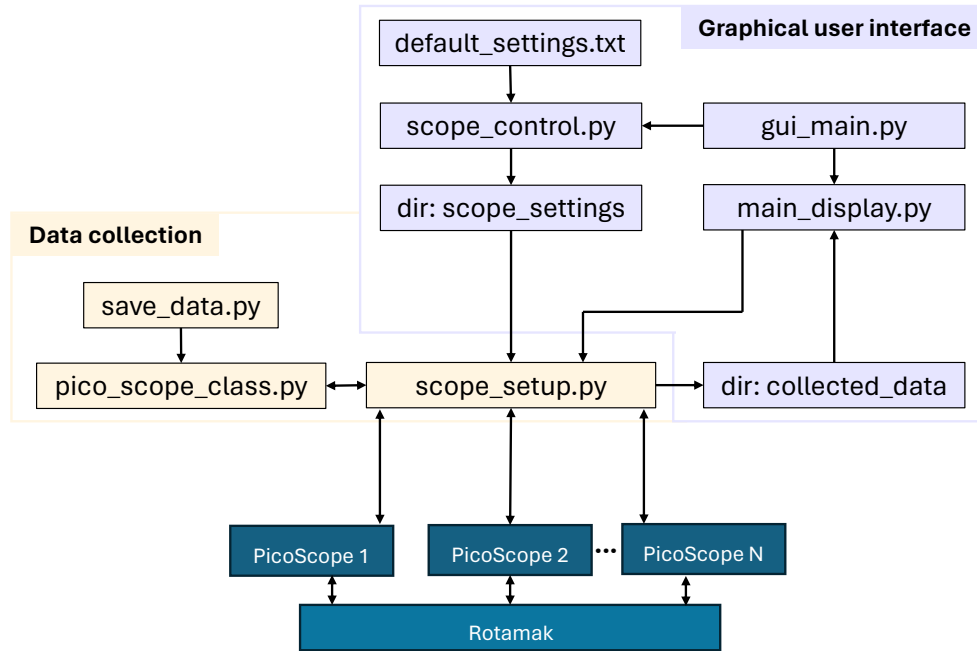 Graphical user interface
default_settings.txt
scope_control.py
gui_main.py
dir: scope_settings
main_display.py
Data collection
save_data.py
pico_scope_class.py
scope_setup.py
dir: collected_data
PicoScope 1
PicoScope 2
...
PicoScope N
Rotamak